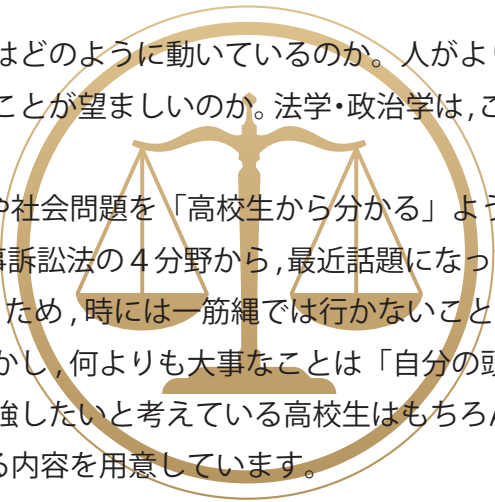 はどのように動いているのか。人がより
ことが望ましいのか。法学・政治学は,こ
や社会問題を「高校生から分かる」よう
事訴訟法の４分野から,最近話題になっ
ため,時には一筋縄では行かないこと
かし,何よりも大事なことは「自分の頭
強したいと考えている高校生はもちろん
る内容を用意しています。